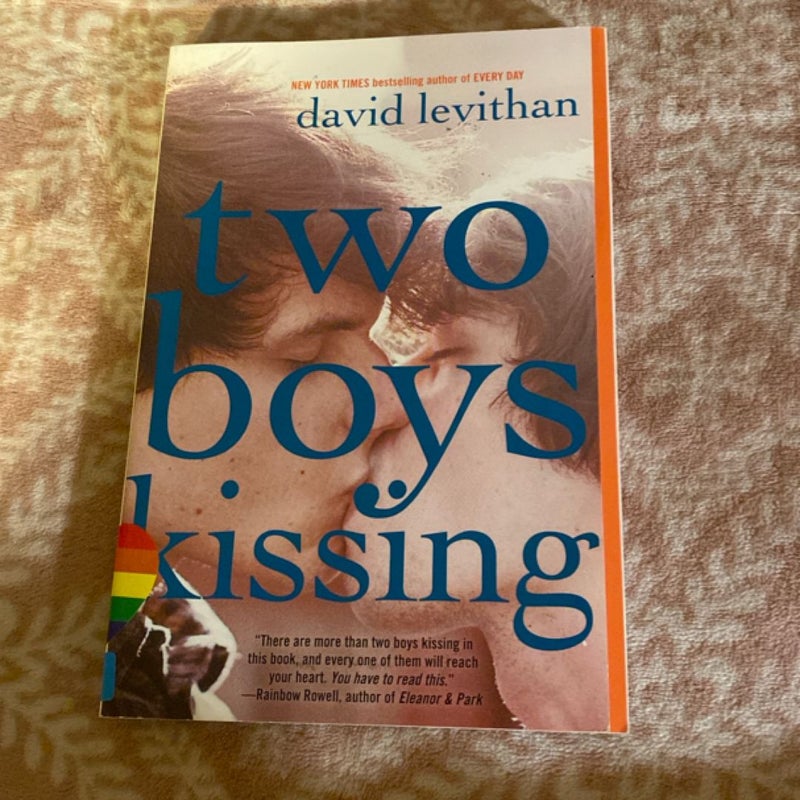 NEW YORK TIMES bestselling author of EVERY DAY
david levithan
two
boys
kissing
"There are more than two boys kissing in
this book, and every one of them will reach
your heart. You have to read this."
—Rainbow Rowell, author of Eleanor & Park